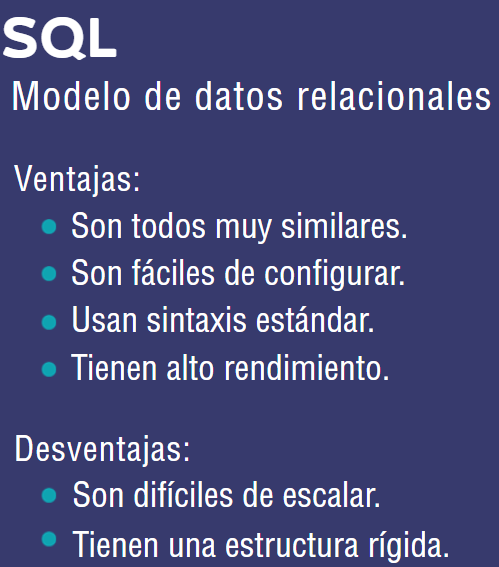 SQL
Modelo de datos relacionales
Ventajas:
Son todos muy similares.
Son fáciles de configurar.
Usan sintaxis estándar.
Tienen alto rendimiento.
Desventajas:
Son difíciles de escalar.
Tienen una estructura rígida.